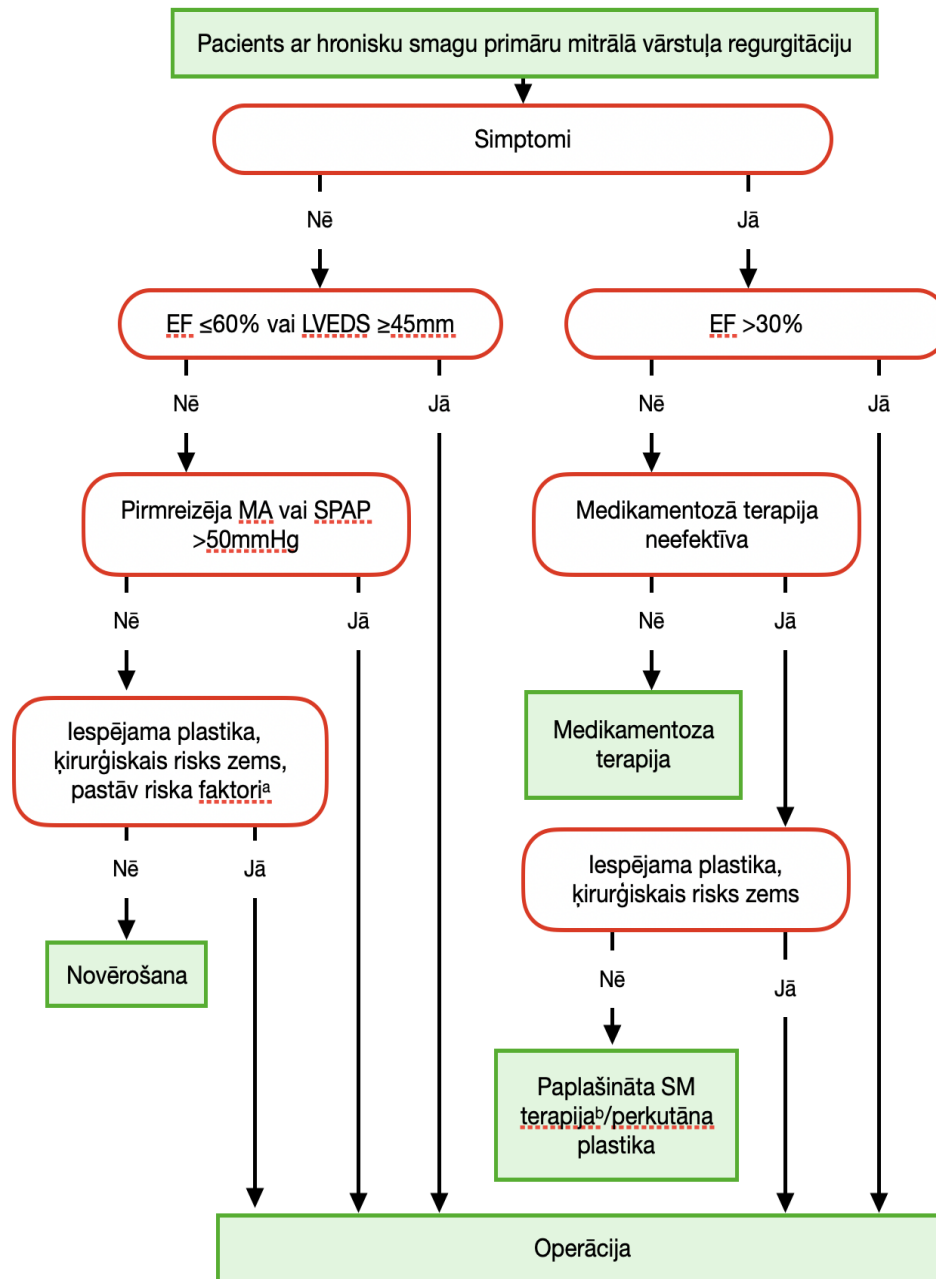 Pacients ar hronisku smagu primāru mitrālā vārstuļa regurgitāciju
Simptomi
Nē
Jā
EF ≤60% vai LVEDS ≥45mm
EF >30%
Nē
Jā
Nē
Jā
Pirmreizēja MA vai SPAP
>50mmHg
Medikamentozā terapija
neefektīva
Nē
Jā
Nē
Jā
Iespējama plastika,
ķirurģiskais risks zems,
pastāv riska faktoriᵃ
Medikamentoza
terapija
Nē
Jā
Iespējama plastika,
ķirurģiskais risks zems
Novērošana
Nē
Jā
Paplašināta SM
terapijaᵇ/perkutāna
plastika
Operācija